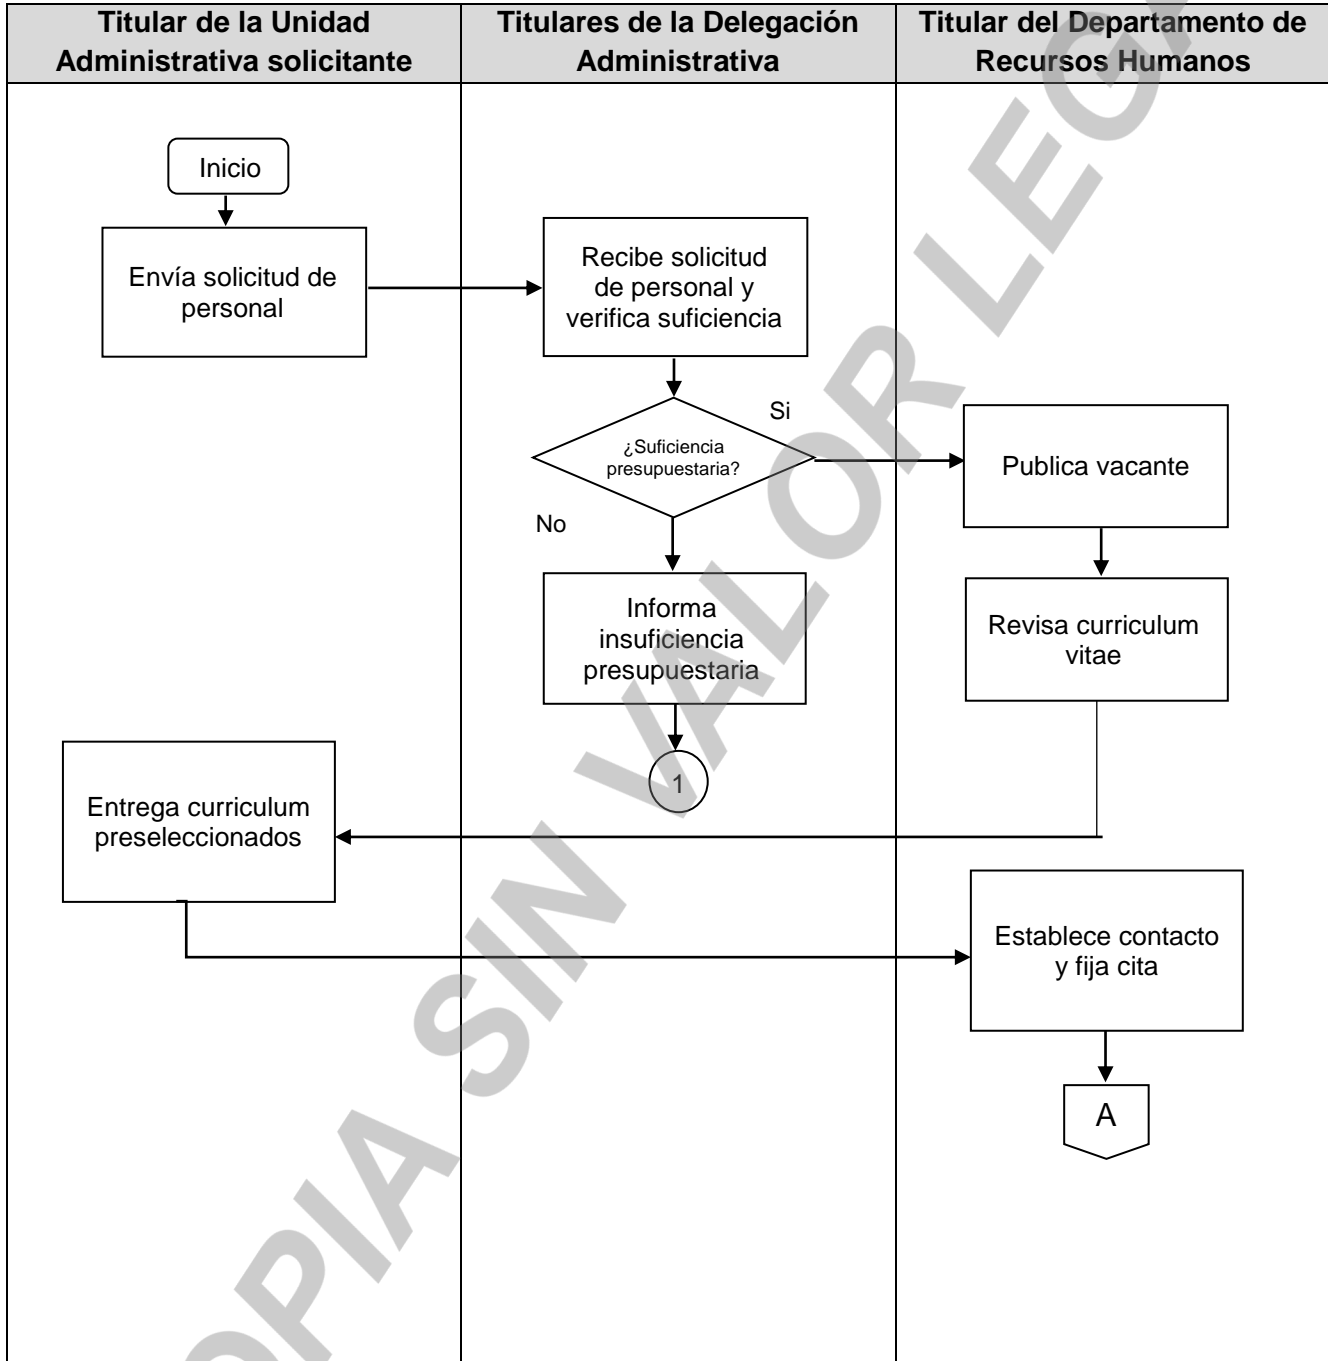 Titular de la Unidad
Administrativa solicitante
Titulares de la Delegación
Administrativa
Titular del Departamento de
Recursos Humanos
Inicio
Envía solicitud de
personal
Recibe solicitud
de personal y
verifica suficiencia
¿Suficiencia
presupuestaria?
Si
No
Publica vacante
Informa
insuficiencia
presupuestaria
Revisa curriculum
vitae
1
Entrega curriculum
preseleccionados
Establece contacto
y fija cita
A
OPIA SIN VALOR LEGA